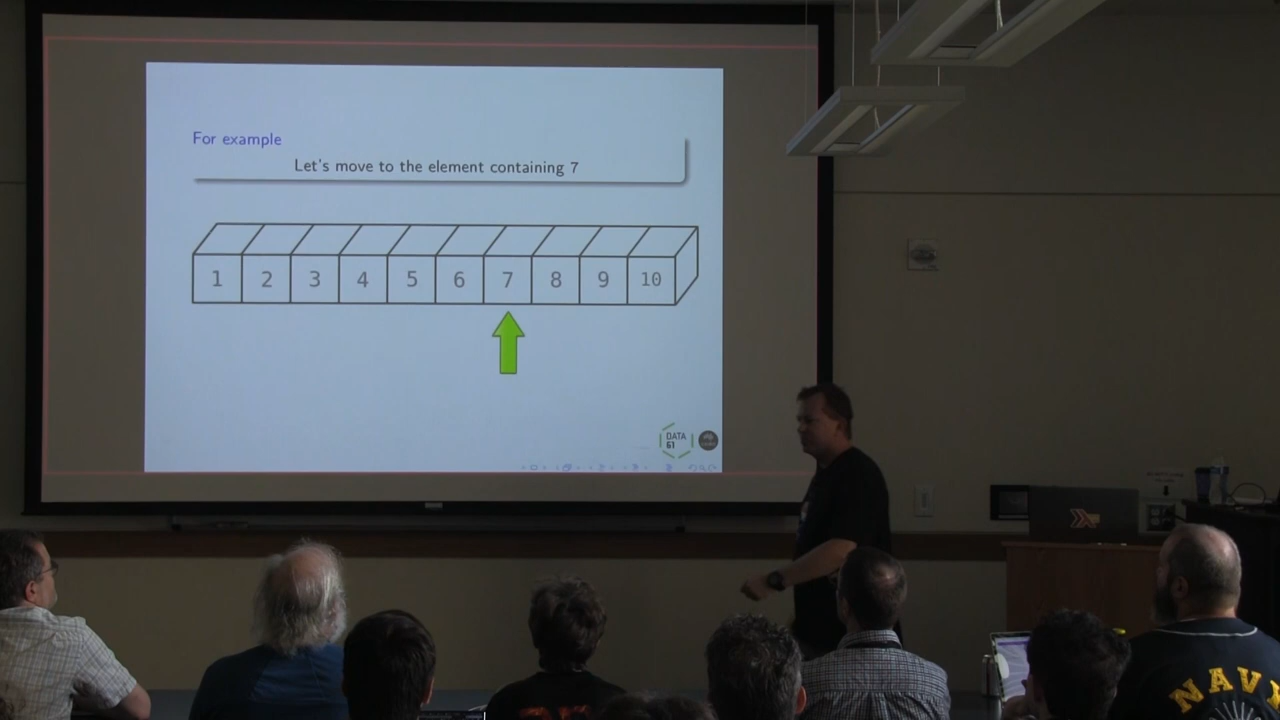 For example
Let's move to the element containing 7
1 2 3 4 5 6 7 8 9 10
DATA
61
NAVY